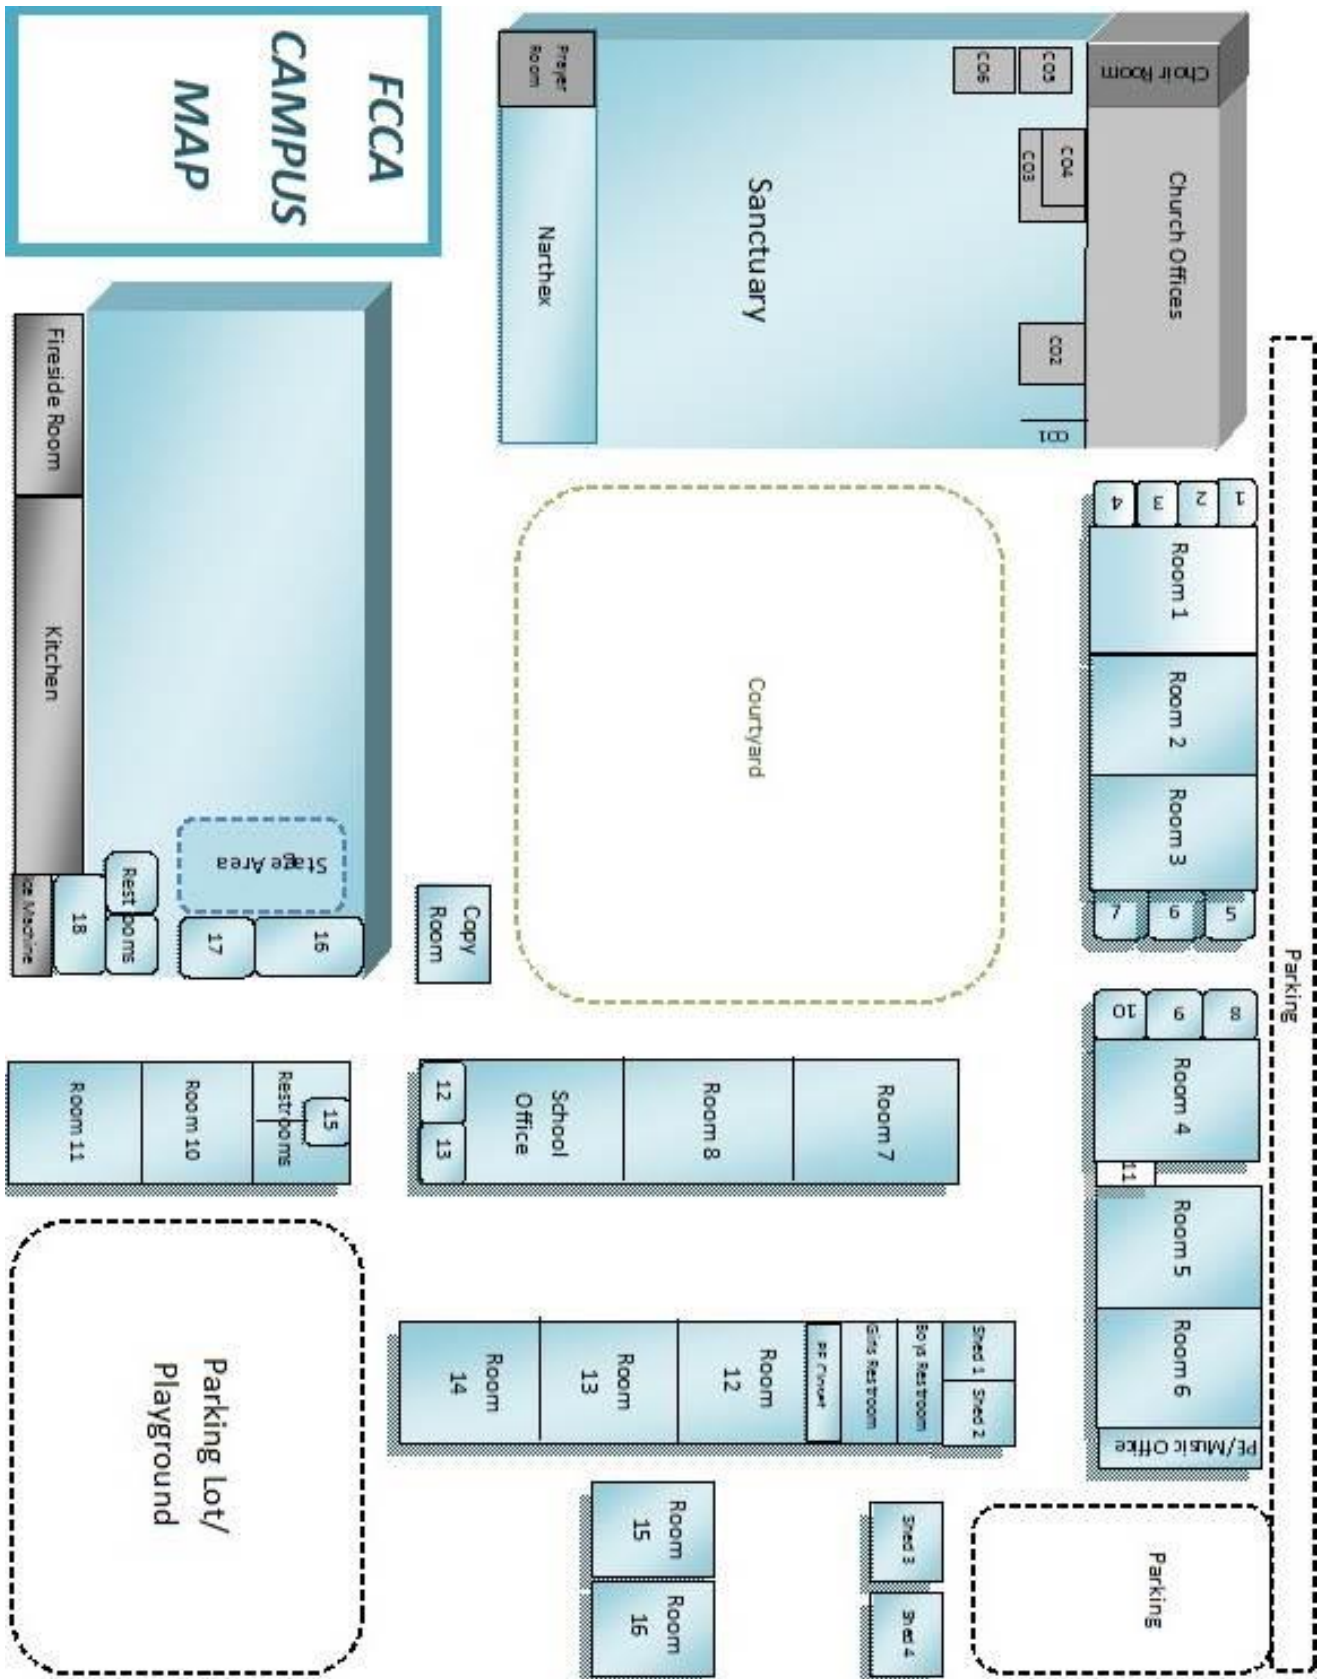 FCCA
CAMPUS
MAP
Prayer
Room
Narthex
Sanctuary
CO6
CO5
CO4
CO3
CO2
Choir Room
Church Offices
Parking
Fireside Room
Kitchen
Ice Machine
18
Rest rooms
Stage Area
17
16
Copy
Room
Courtyard
1
2
3
4
Room 1
Room 2
Room 3
5
6
7
8
9
10
Room 4
11
Room 5
Room 6
PE/Music Office
Room 11
Room 10
Restrooms
15
12
13
School
Office
Room 8
Room 7
Parking Lot/
Playground
Room
14
Room
13
Room
12
PE Closet
Girls Restroom
Boys Restroom
Shed 1
Shed 2
Room
15
Room
16
Shed 3
Shed 4
Parking